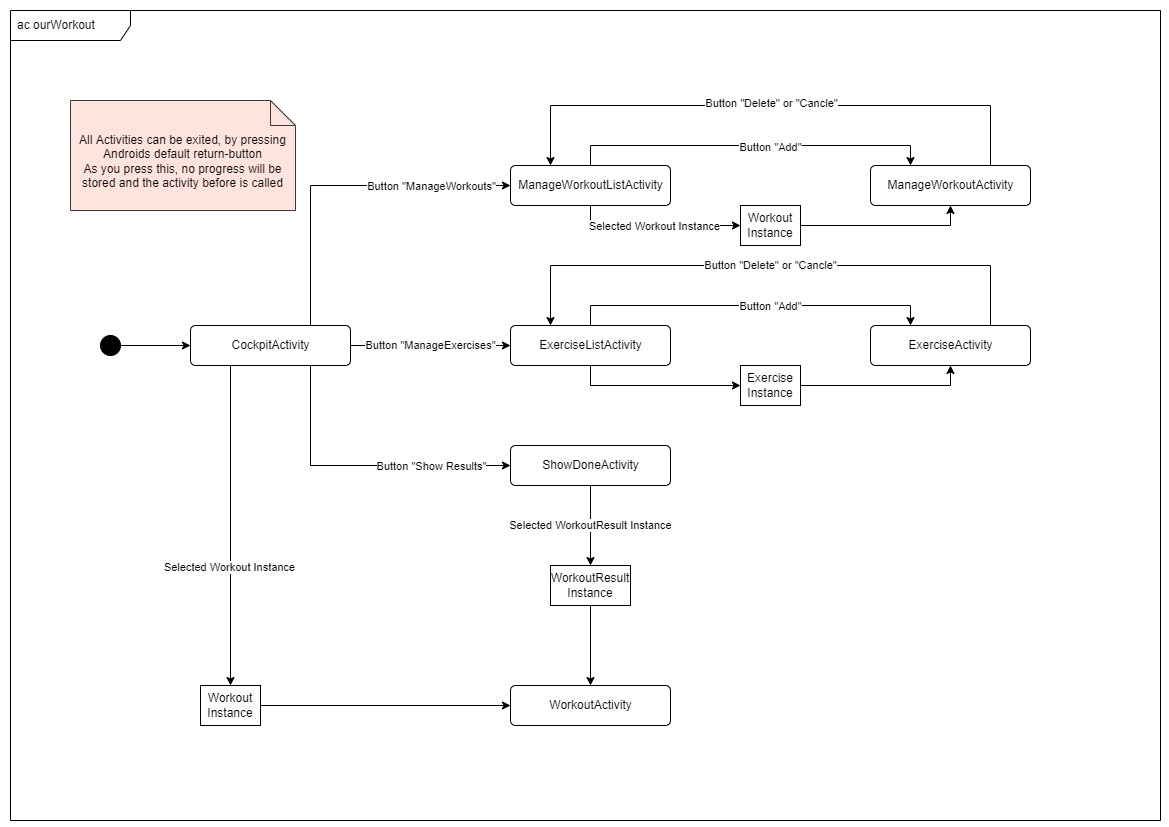 ac ourWorkout
All Activities can be exited, by pressing
Androids default return-button
As you press this, no progress will be
stored and the activity before is called
Button "Delete" or "Cancle"
Button "Add"
Button "ManageWorkouts"
ManageWorkoutListActivity
ManageWorkoutActivity
Selected Workout Instance
Workout
Instance
Button "Delete" or "Cancle"
Button "Add"
CockpitActivity
Button "ManageExercises"
ExerciseListActivity
ExerciseActivity
Exercise
Instance
Button "Show Results"
ShowDoneActivity
Selected WorkoutResult Instance
Selected Workout Instance
WorkoutResult
Instance
Workout
Instance
WorkoutActivity